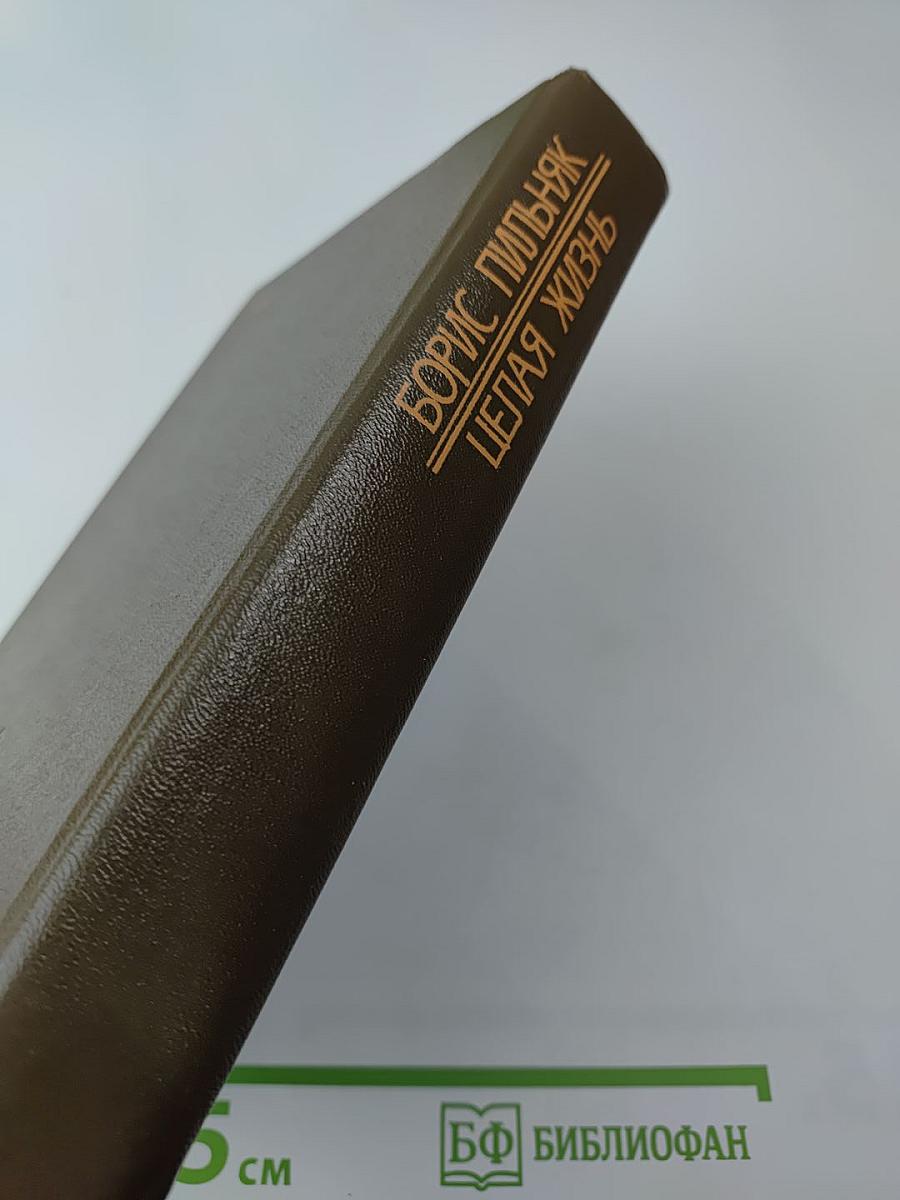 БОРИС ПИЛЬНЯК
ЦЕЛАЯ ЖИЗНЬ
5 см
БФ БИБЛИОФАН